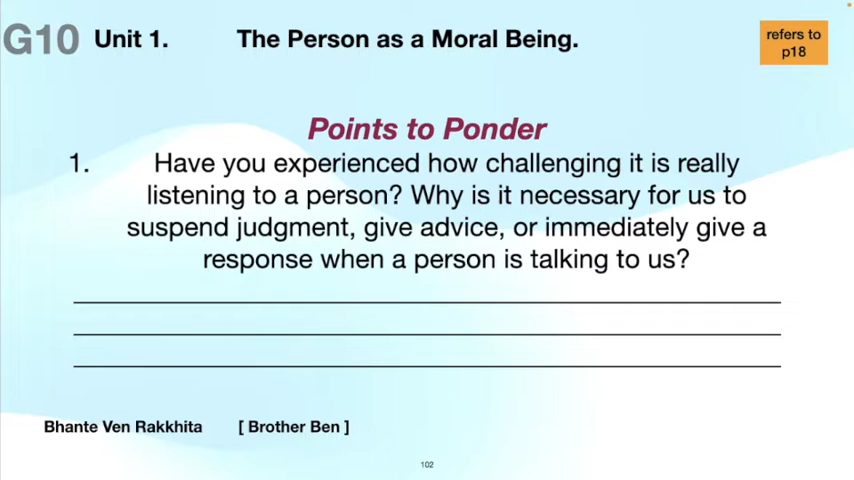 G10 Unit 1. The Person as a Moral Being.
refers to
p18
Points to Ponder
1. Have you experienced how challenging it is really
listening to a person? Why is it necessary for us to
suspend judgment, give advice, or immediately give a
response when a person is talking to us?
Bhante Ven Rakkhita [ Brother Ben ]
102